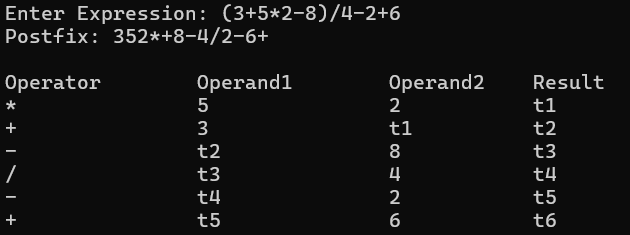 Enter Expression: (3+5*2-8)/4-2+6
Postfix: 352*+8-4/2-6+
Operator Operand1 Operand2 Result
* 5 2 t1
+ 3 t1 t2
- t2 8 t3
/ t3 4 t4
- t4 2 t5
+ t5 6 t6